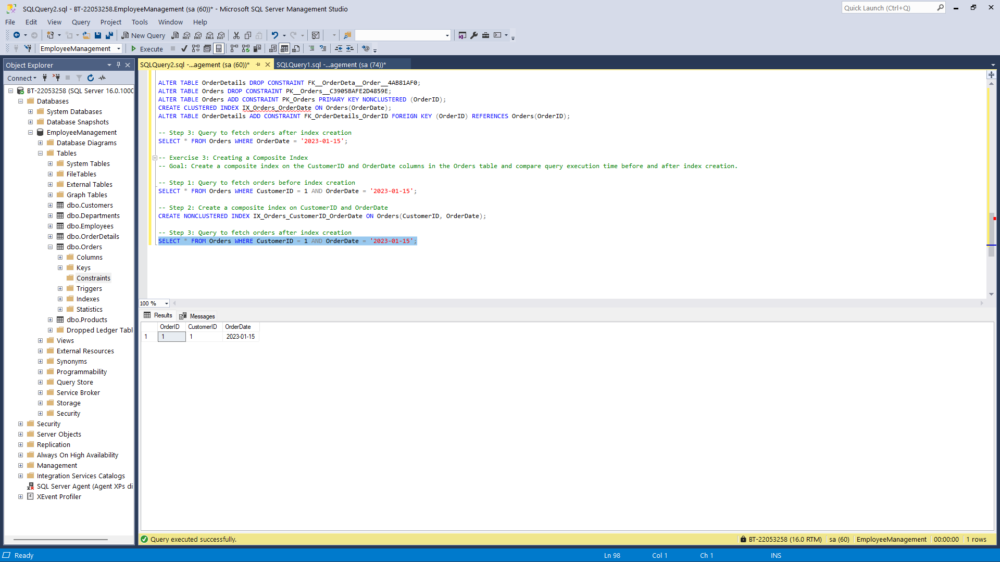 SQLQuery2.sql - BT-22053258.EmployeeManagement (sa (60))* - Microsoft SQL Server Management Studio
Quick Launch (Ctrl+Q)
File Edit View Query Project Tools Window Help
New Query
MDX DMX XMLA DAX
EmployeeManagement
Execute
Object Explorer
Connect
BT-22053258 (SQL Server 16.0.1000
Databases
System Databases
Database Snapshots
EmployeeManagement
Database Diagrams
Tables
System Tables
FileTables
External Tables
Graph Tables
dbo.Customers
dbo.Departments
dbo.Employees
dbo.OrderDetails
dbo.Orders
Columns
Keys
Constraints
Triggers
Indexes
Statistics
dbo.Products
Dropped Ledger Tabl
Views
External Resources
Synonyms
Programmability
Query Store
Service Broker
Storage
Security
Security
Server Objects
Replication
Always On High Availability
Management
Integration Services Catalogs
SQL Server Agent (Agent XPs di
XEvent Profiler
SQLQuery2.sql -...agement (sa (60))*
SQLQuery1.sql -...agement (sa (74))*
ALTER TABLE OrderDetails DROP CONSTRAINT FK__OrderDeta__Order__4AB81AF0;
ALTER TABLE Orders DROP CONSTRAINT PK__Orders__C3905BAFE2D4859E;
ALTER TABLE Orders ADD CONSTRAINT PK_Orders PRIMARY KEY NONCLUSTERED (OrderID);
CREATE CLUSTERED INDEX IX_Orders_OrderDate ON Orders(OrderDate);
ALTER TABLE OrderDetails ADD CONSTRAINT FK_OrderDetails_OrderID FOREIGN KEY (OrderID) REFERENCES Orders(OrderID);
-- Step 3: Query to fetch orders after index creation
SELECT * FROM Orders WHERE OrderDate = '2023-01-15';
-- Exercise 3: Creating a Composite Index
-- Goal: Create a composite index on the CustomerID and OrderDate columns in the Orders table and compare query execution time before and after index creation.
-- Step 1: Query to fetch orders before index creation
SELECT * FROM Orders WHERE CustomerID = 1 AND OrderDate = '2023-01-15';
-- Step 2: Create a composite index on CustomerID and OrderDate
CREATE NONCLUSTERED INDEX IX_Orders_CustomerID_OrderDate ON Orders(CustomerID, OrderDate);
-- Step 3: Query to fetch orders after index creation
SELECT * FROM Orders WHERE CustomerID = 1 AND OrderDate = '2023-01-15';
100 %
Results Messages
OrderID CustomerID OrderDate
1 1 1 2023-01-15
Query executed successfully.
BT-22053258 (16.0 RTM) sa (60) EmployeeManagement 00:00:00 1 rows
Ready
Ln 98 Col 1 Ch 1 INS